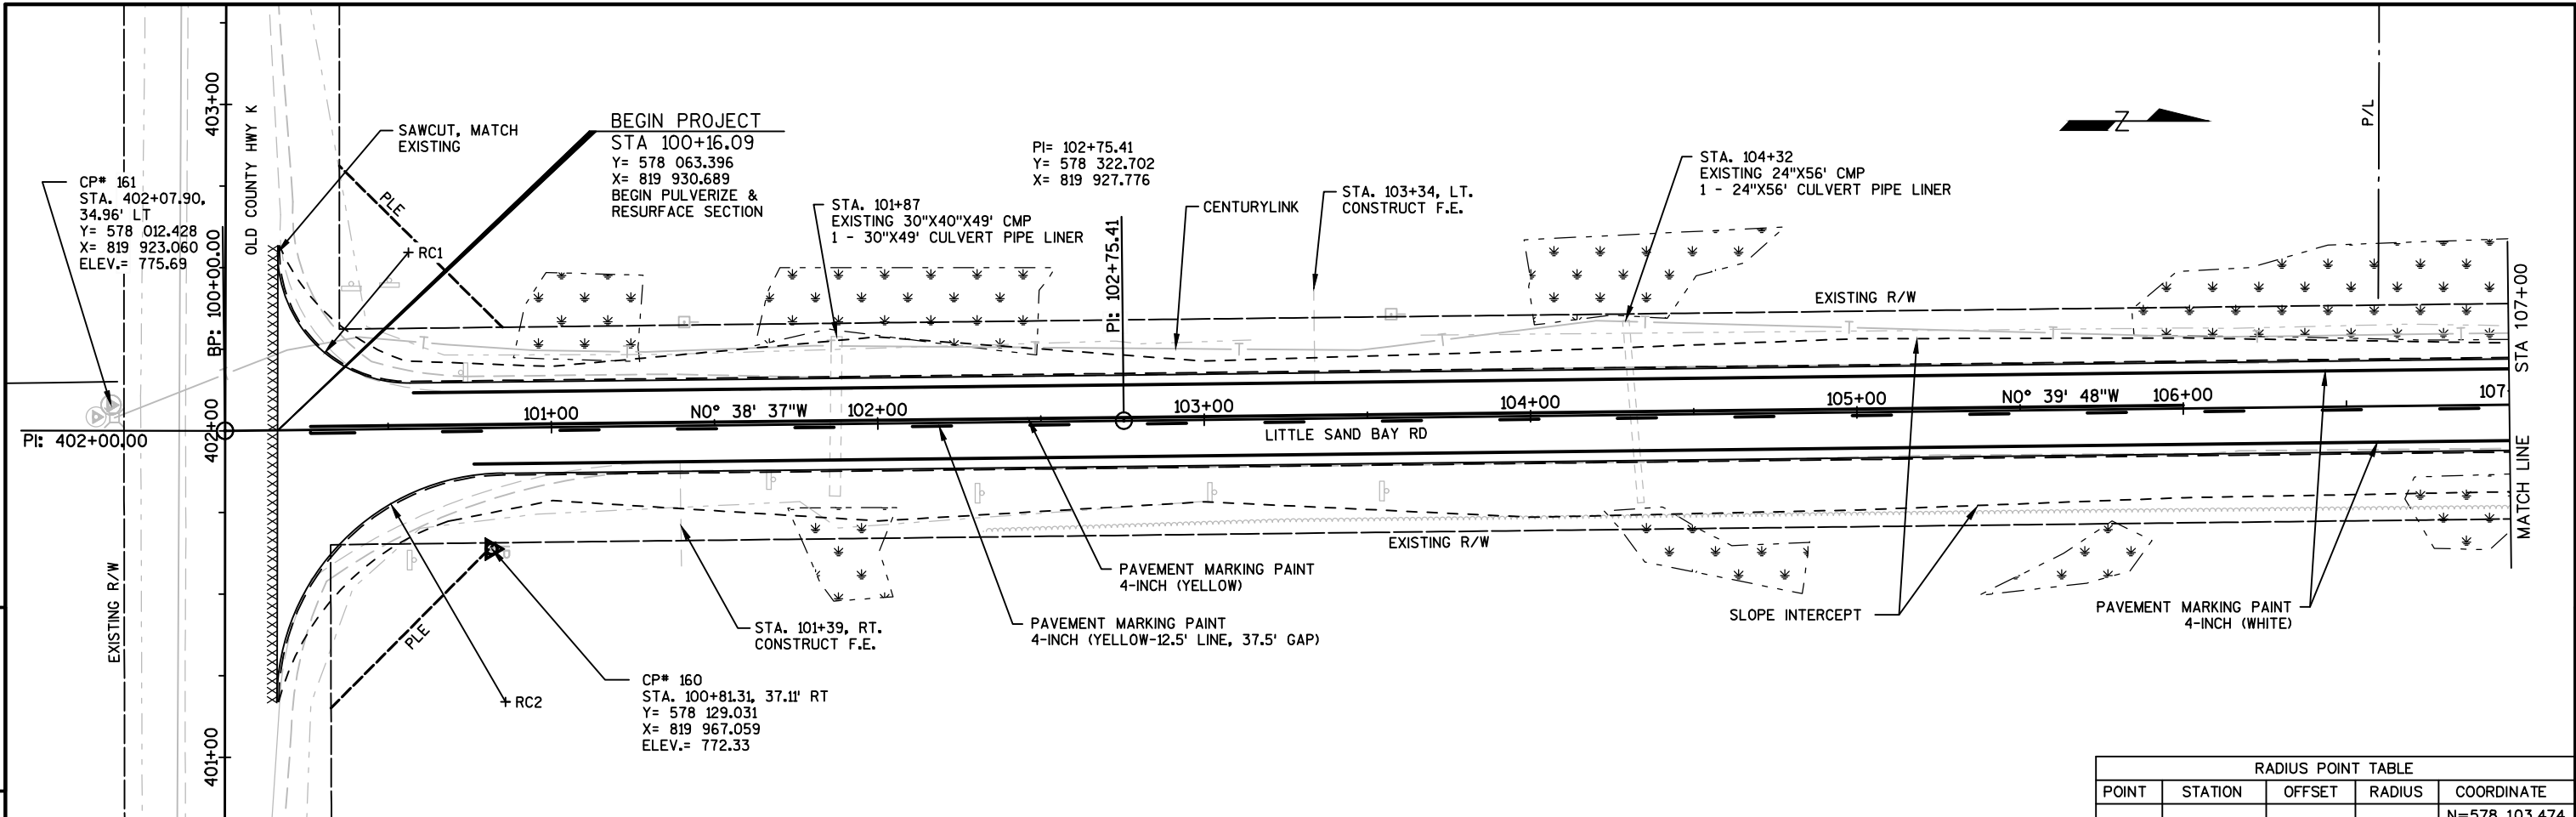 403+00
OLD COUNTY HWY K
SAWCUT, MATCH
EXISTING
BEGIN PROJECT
STA 100+16.09
Y= 578 063.396
X= 819 930.689
BEGIN PULVERIZE &
RESURFACE SECTION
CP# 161
STA. 402+07.90,
34.96' LT
Y= 578 012.428
X= 819 923.060
ELEV.= 775.69
PLE
RC1
BP: 100+00.00
STA. 101+87
EXISTING 30"X40"X49' CMP
1 - 30"X49' CULVERT PIPE LINER
PI= 102+75.41
Y= 578 322.702
X= 819 927.776
PI: 102+75.41
CENTURYLINK
STA. 103+34, LT.
CONSTRUCT F.E.
STA. 104+32
EXISTING 24"X56' CMP
1 - 24"X56' CULVERT PIPE LINER
Z
P/L
EXISTING R/W
STA 107+00
MATCH LINE
PI: 402+00.00
402+00
101+00
N0° 38' 37"W
102+00
103+00
104+00
105+00
N0° 39' 48"W
106+00
107
LITTLE SAND BAY RD
EXISTING R/W
EXISTING R/W
PLE
RC2
401+00
STA. 101+39, RT.
CONSTRUCT F.E.
CP# 160
STA. 100+81.31, 37.11' RT
Y= 578 129.031
X= 819 967.059
ELEV.= 772.33
PAVEMENT MARKING PAINT
4-INCH (YELLOW)
PAVEMENT MARKING PAINT
4-INCH (YELLOW-12.5' LINE, 37.5' GAP)
SLOPE INTERCEPT
PAVEMENT MARKING PAINT
4-INCH (WHITE)
RADIUS POINT TABLE
POINT STATION OFFSET RADIUS COORDINATE
N=578 103.474